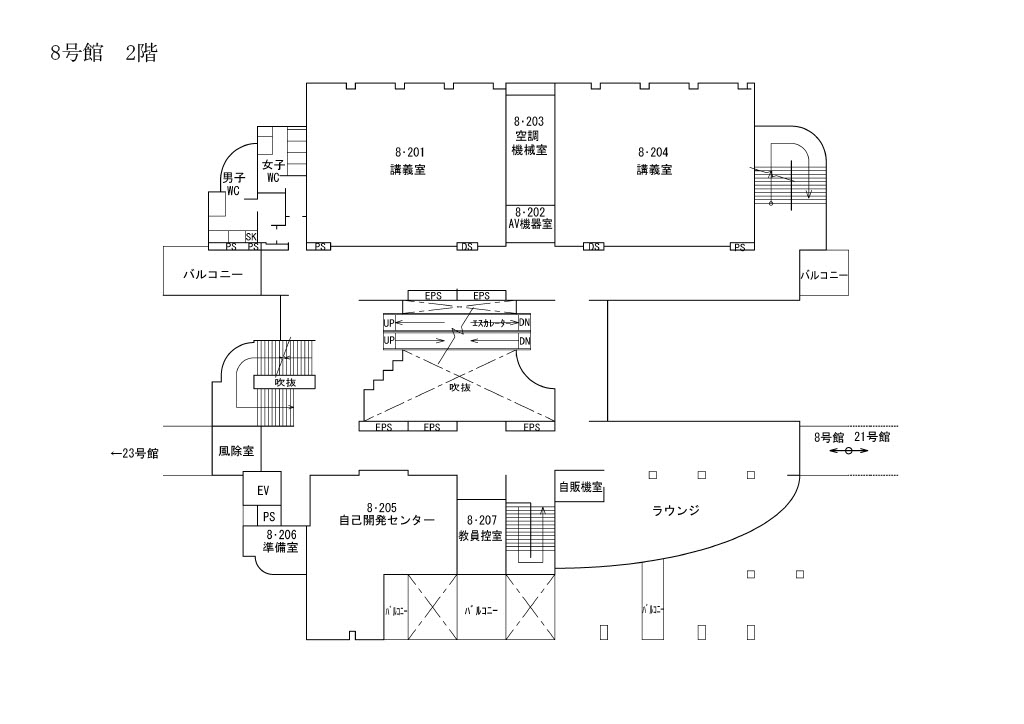 8号館　2階
8・203
空調
機械室
8・201
講義室
8・204
講義室
女子
WC
男子
WC
8・202
AV機器室
SK
PS PS
PS
DS
DS
PS
バルコニー
バルコニー
EPS EPS
UP エスカレーター DN
UP DN
吹抜
吹抜
EPS EPS EPS
←23号館
風除室
8号館 21号館
EV
PS
8・205
自己開発センター
自販機室
ラウンジ
8・207
教員控室
8・206
準備室
バルコニー
バルコニー
バルコニー